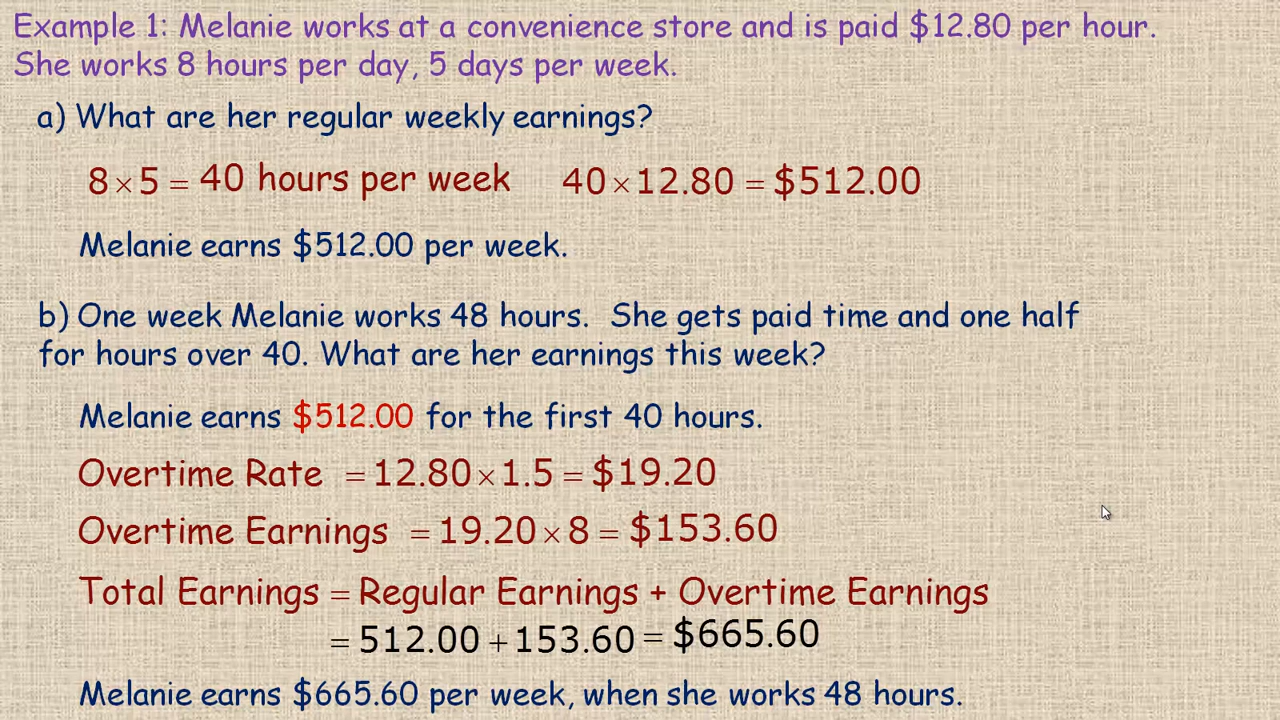 Example 1: Melanie works at a convenience store and is paid $12.80 per hour.
She works 8 hours per day, 5 days per week.
a) What are her regular weekly earnings?
8 × 5 = 40 hours per week 40 × 12.80 = $512.00
Melanie earns $512.00 per week.
b) One week Melanie works 48 hours. She gets paid time and one half
for hours over 40. What are her earnings this week?
Melanie earns $512.00 for the first 40 hours.
Overtime Rate = 12.80 × 1.5 = $19.20
Overtime Earnings = 19.20 × 8 = $153.60
Total Earnings = Regular Earnings + Overtime Earnings
= 512.00 + 153.60 = $665.60
Melanie earns $665.60 per week, when she works 48 hours.